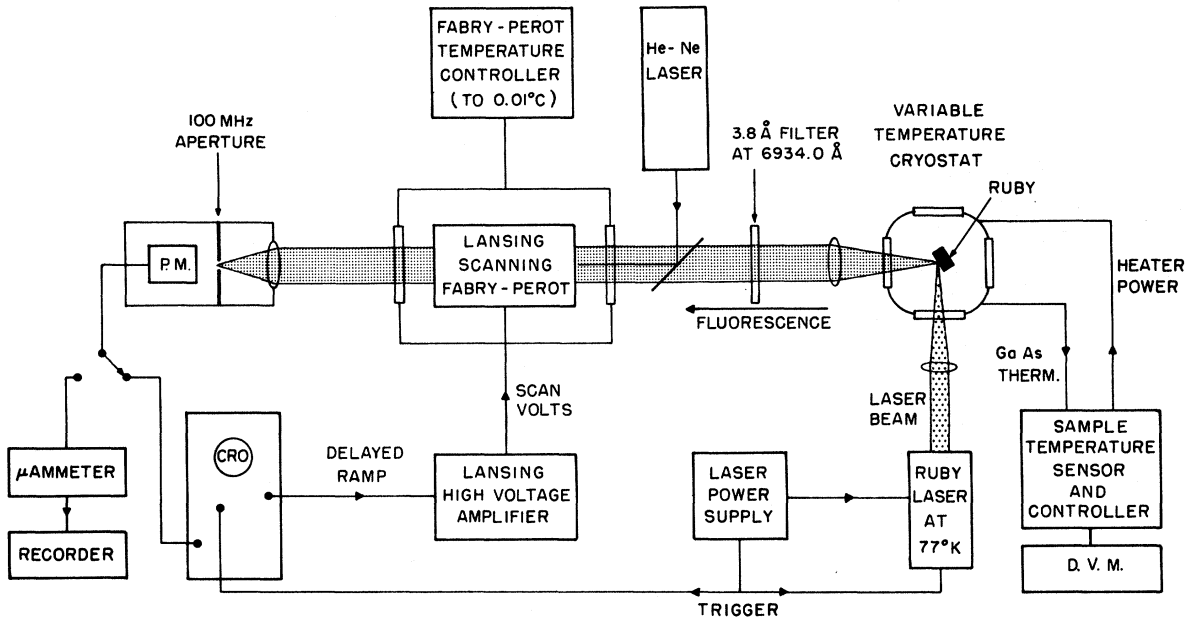 FABRY - PEROT
TEMPERATURE
CONTROLLER
(TO 0.01°C)
He-Ne
LASER
100 MHz
APERTURE
3.8 Å FILTER
AT 6934.0 Å
VARIABLE
TEMPERATURE
CRYOSTAT
RUBY
P.M.
LANSING
SCANNING
FABRY-PEROT
FLUORESCENCE
HEATER
POWER
Ga As
THERM.
SCAN
VOLTS
LASER
BEAM
CRO
DELAYED
RAMP
μAMMETER
RECORDER
LANSING
HIGH VOLTAGE
AMPLIFIER
LASER
POWER
SUPPLY
RUBY
LASER
AT
77°K
SAMPLE
TEMPERATURE
SENSOR
AND
CONTROLLER
D. V. M.
TRIGGER